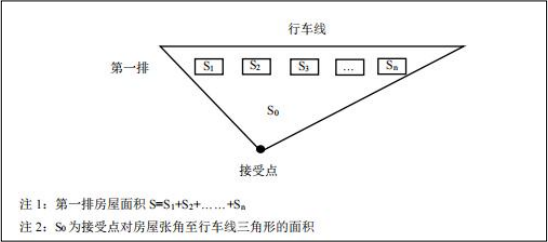 行车线
第一排
S1 S2 S3 … Sn
S0
接受点
注 1：第一排房屋面积 S=S1+S2+……+Sn
注 2：S0 为接受点对房屋张角至行车线三角形的面积